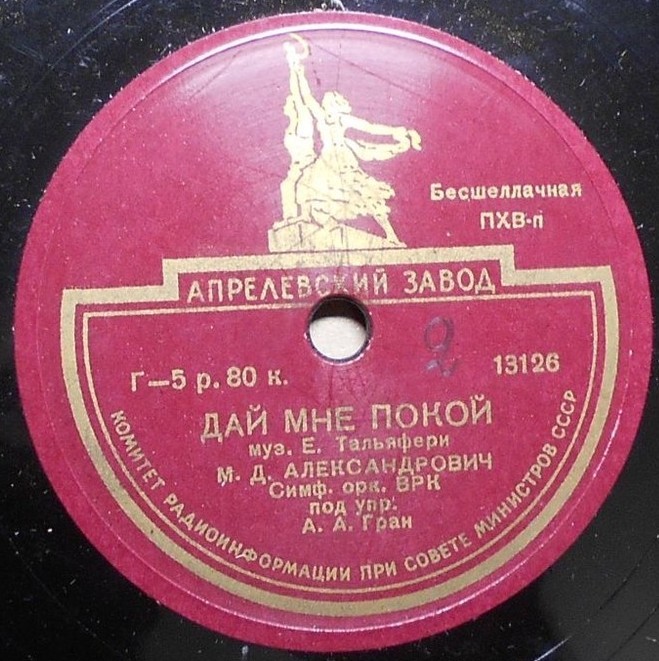 Бесшеллачная
ПХВ-п
АПРЕЛЕВСКИЙ ЗАВОД
2
Г—5 р. 80 к.
13126
ДАЙ МНЕ ПОКОЙ
муз. Е. Тальяфери
М. Д. АЛЕКСАНДРОВИЧ
Симф. орк. ВРК
под упр.
А. А. Гран
КОМИТЕТ РАДИОИНФОРМАЦИИ ПРИ СОВЕТЕ МИНИСТРОВ СССР